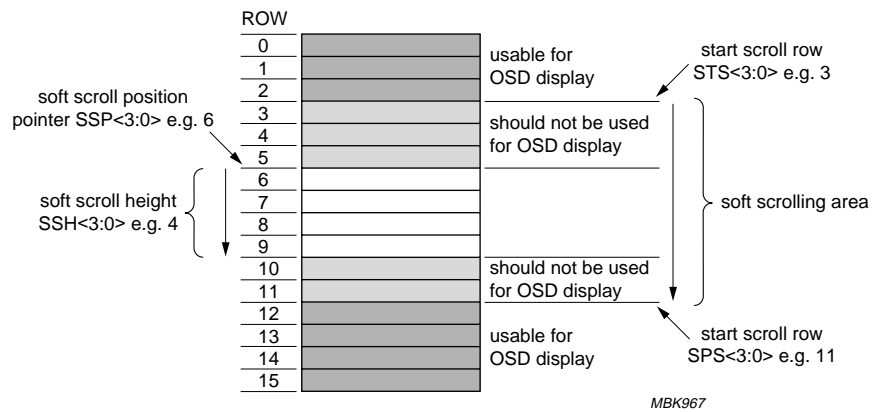 ROW
0
1
2
3
4
5
6
7
8
9
10
11
12
13
14
15
soft scroll position
pointer SSP<3:0> e.g. 6
soft scroll height
SSH<3:0> e.g. 4
usable for
OSD display
should not be used
for OSD display
should not be used
for OSD display
usable for
OSD display
start scroll row
STS<3:0> e.g. 3
soft scrolling area
start scroll row
SPS<3:0> e.g. 11
MBK967